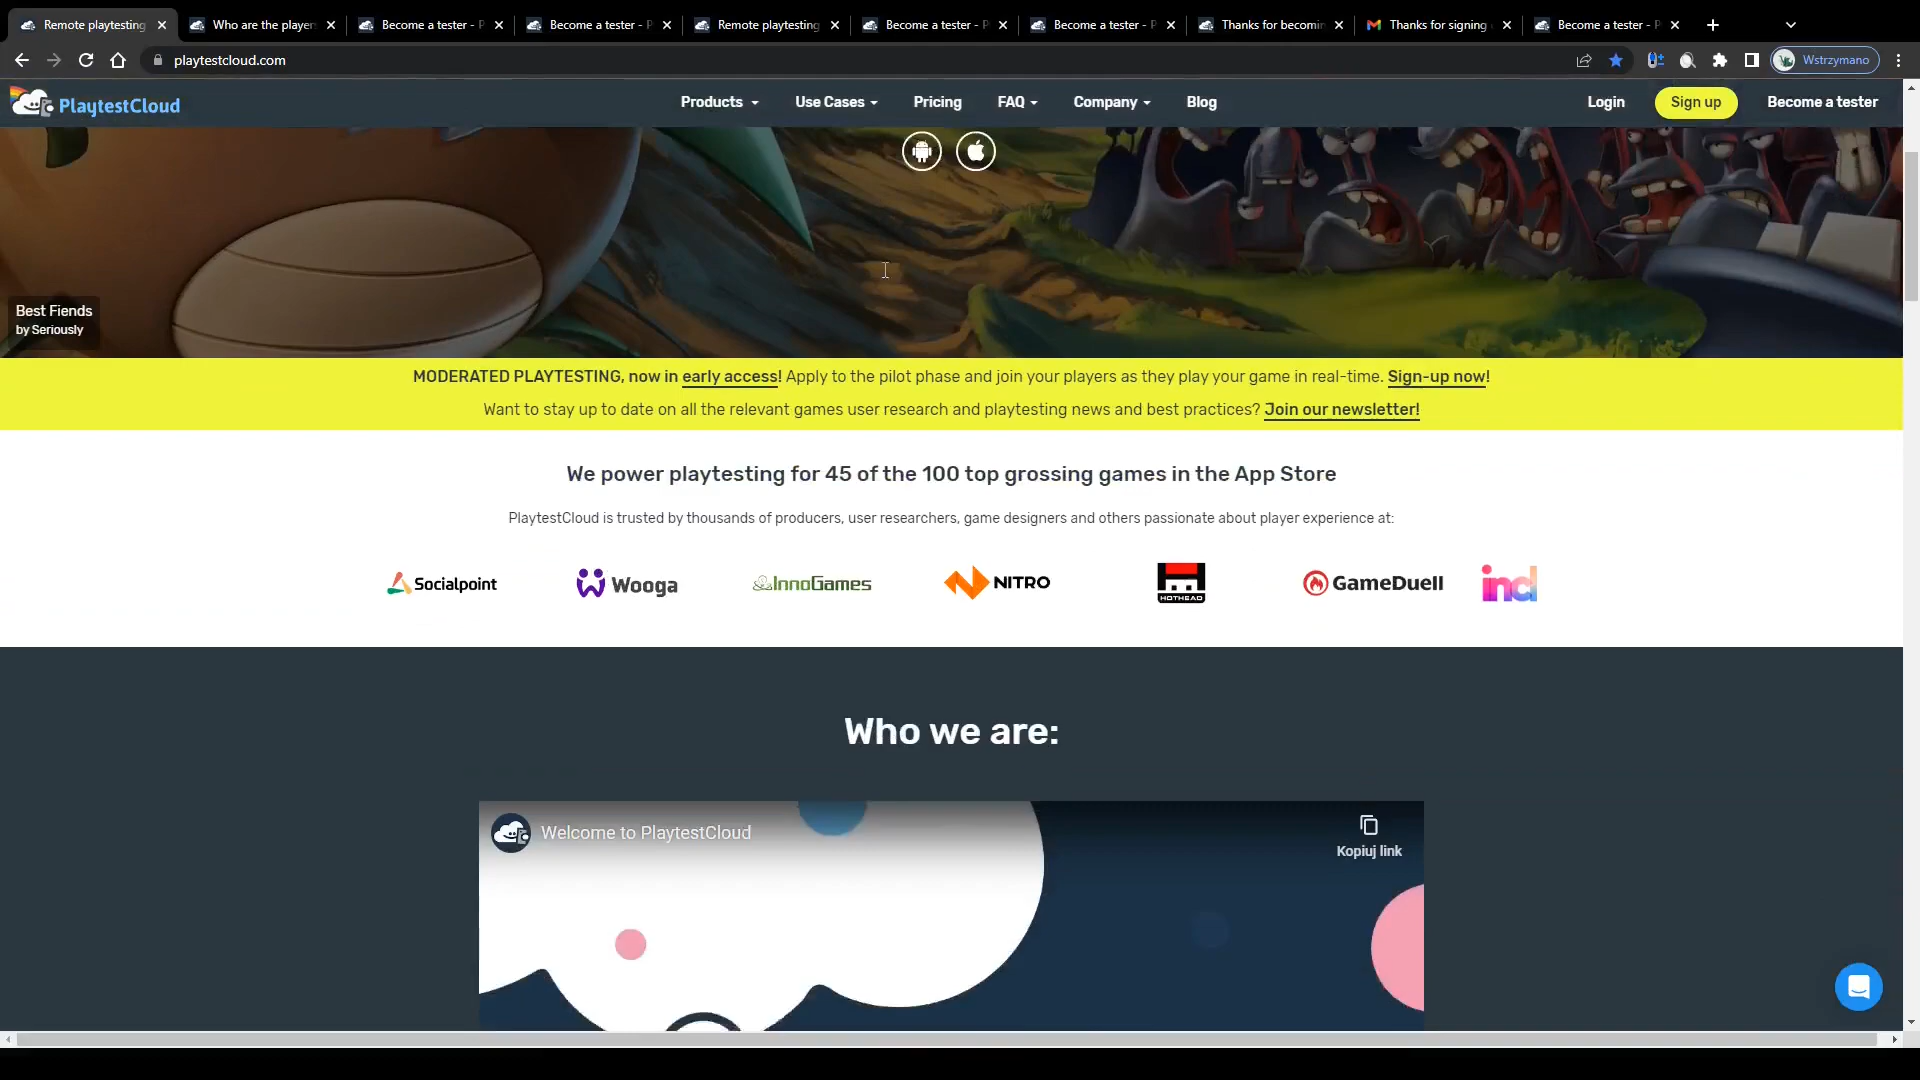 Remote playtesting
Who are the player
Become a tester - P
Become a tester - P
Remote playtesting
Become a tester - P
Become a tester - P
Thanks for becomin
Thanks for signing
Become a tester - P
playtestcloud.com
Wstrzymano
PlaytestCloud
Products
Use Cases
Pricing
FAQ
Company
Blog
Login
Sign up
Become a tester
Best Fiends
by Seriously
MODERATED PLAYTESTING, now in early access! Apply to the pilot phase and join your players as they play your game in real-time. Sign-up now!
Want to stay up to date on all the relevant games user research and playtesting news and best practices? Join our newsletter!
We power playtesting for 45 of the 100 top grossing games in the App Store
PlaytestCloud is trusted by thousands of producers, user researchers, game designers and others passionate about player experience at:
Socialpoint
Wooga
InnoGames
NITRO
HOTHEAD
GameDuell
ind
Who we are:
Welcome to PlaytestCloud
Kopiuj link